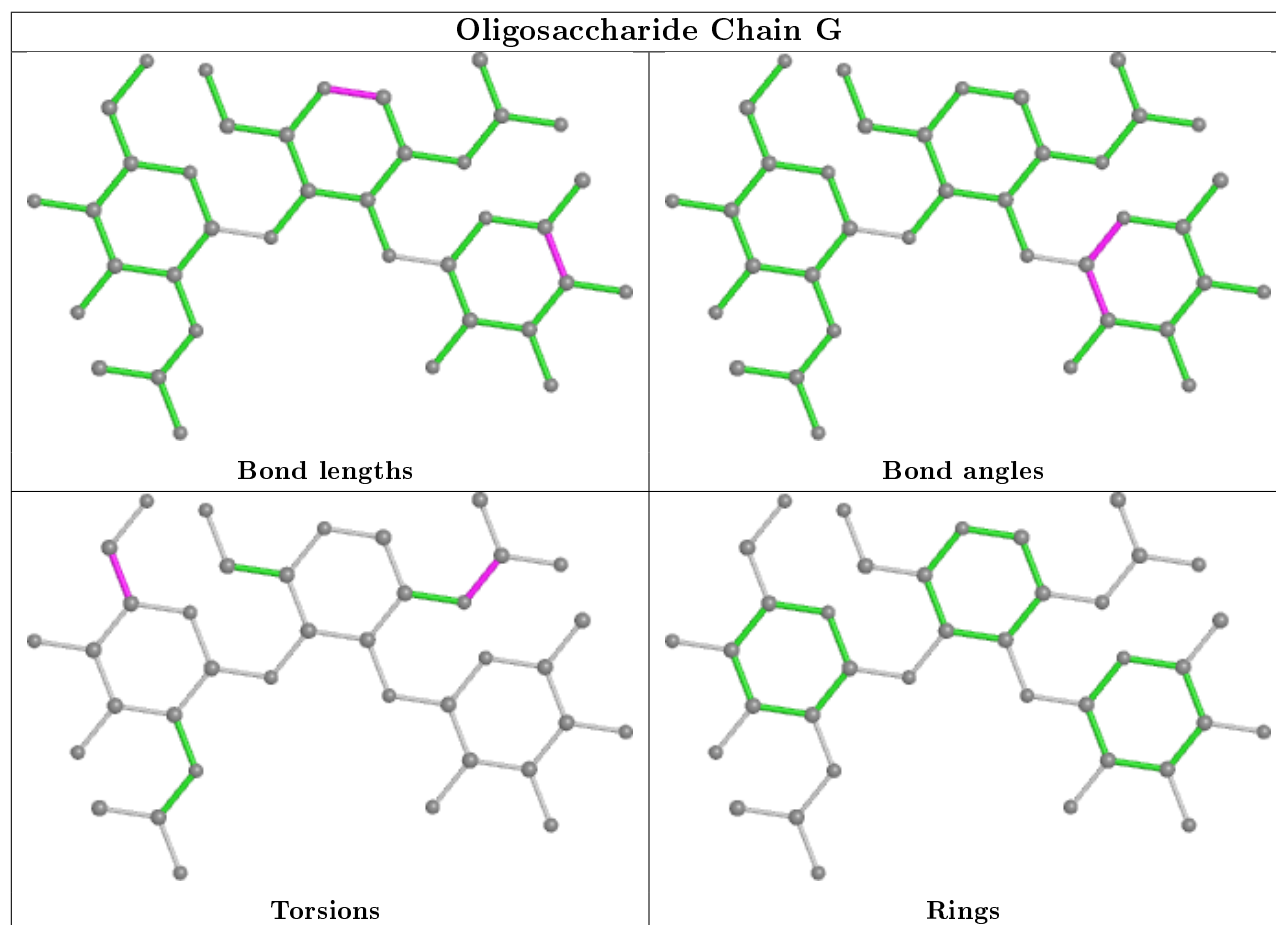 Oligosaccharide Chain G
Bond lengths
Bond angles
Torsions
Rings